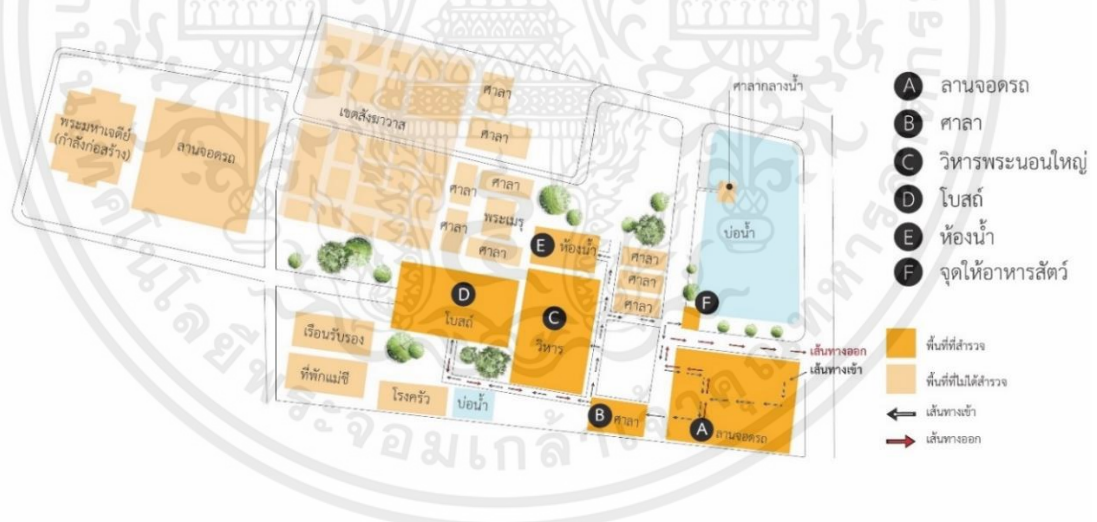 ศาลากลางน้ำ
A ลานจอดรถ
B ศาลา
C วิหารพระนอนใหญ่
D โบสถ์
E ห้องน้ำ
F จุดให้อาหารสัตว์
พื้นที่ที่สำรวจ
พื้นที่ที่ไม่ได้สำรวจ
เส้นทางเข้า
เส้นทางออก
พระมหาเจดีย์
(กำลังก่อสร้าง)
ลานจอดรถ
เขตสังฆาวาส
ศาลา
ศาลา
ศาลา
ศาลา
พระเมรุ
ศาลา
ศาลา
E ห้องน้ำ
ศาลา
ศาลา
ศาลา
บ่อน้ำ
F
D
โบสถ์
C
วิหาร
เรือนรับรอง
ที่พักแม่ชี
โรงครัว
บ่อน้ำ
B ศาลา
A ลานจอดรถ
เส้นทางออก
เส้นทางเข้า